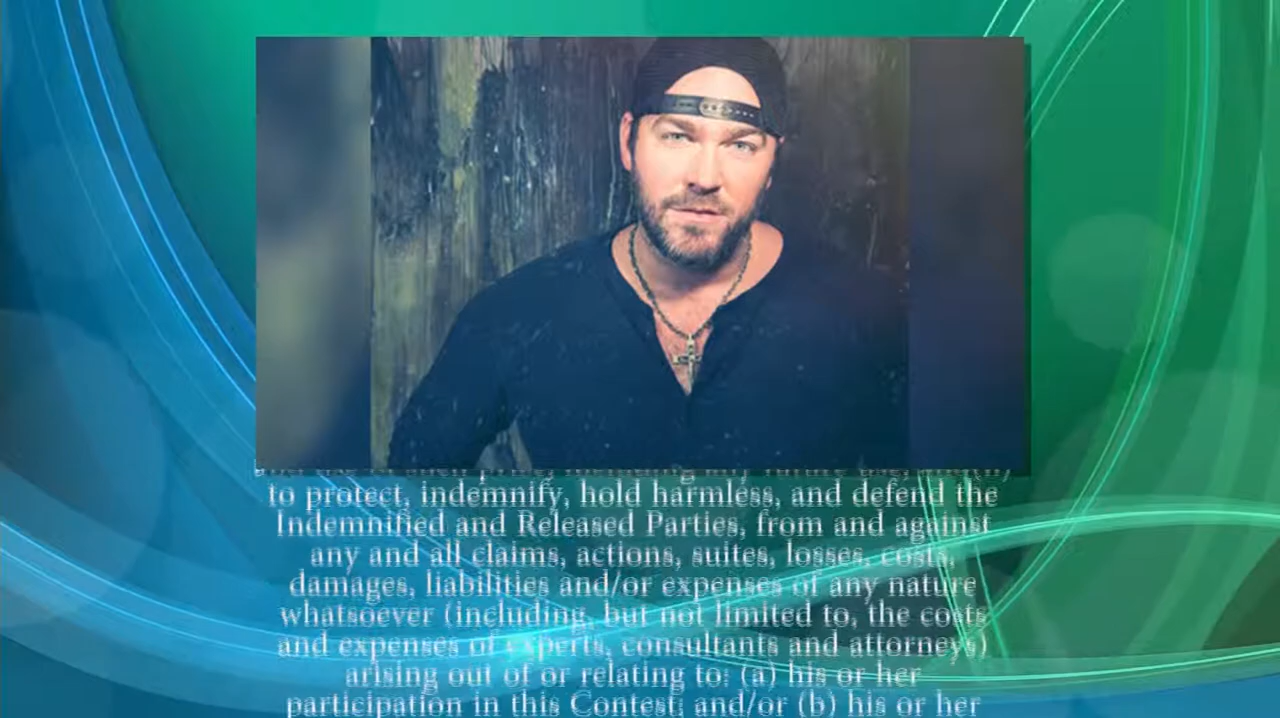 to protect, indemnify, hold harmless, and defend the
Indemnified and Released Parties, from and against
any and all claims, actions, suites, losses, costs,
damages, liabilities and/or expenses of any nature
whatsoever (including, but not limited to, the costs
and expenses of experts, consultants and attorneys)
arising out of or relating to: (a) his or her
participation in this Contest; and/or (b) his or her